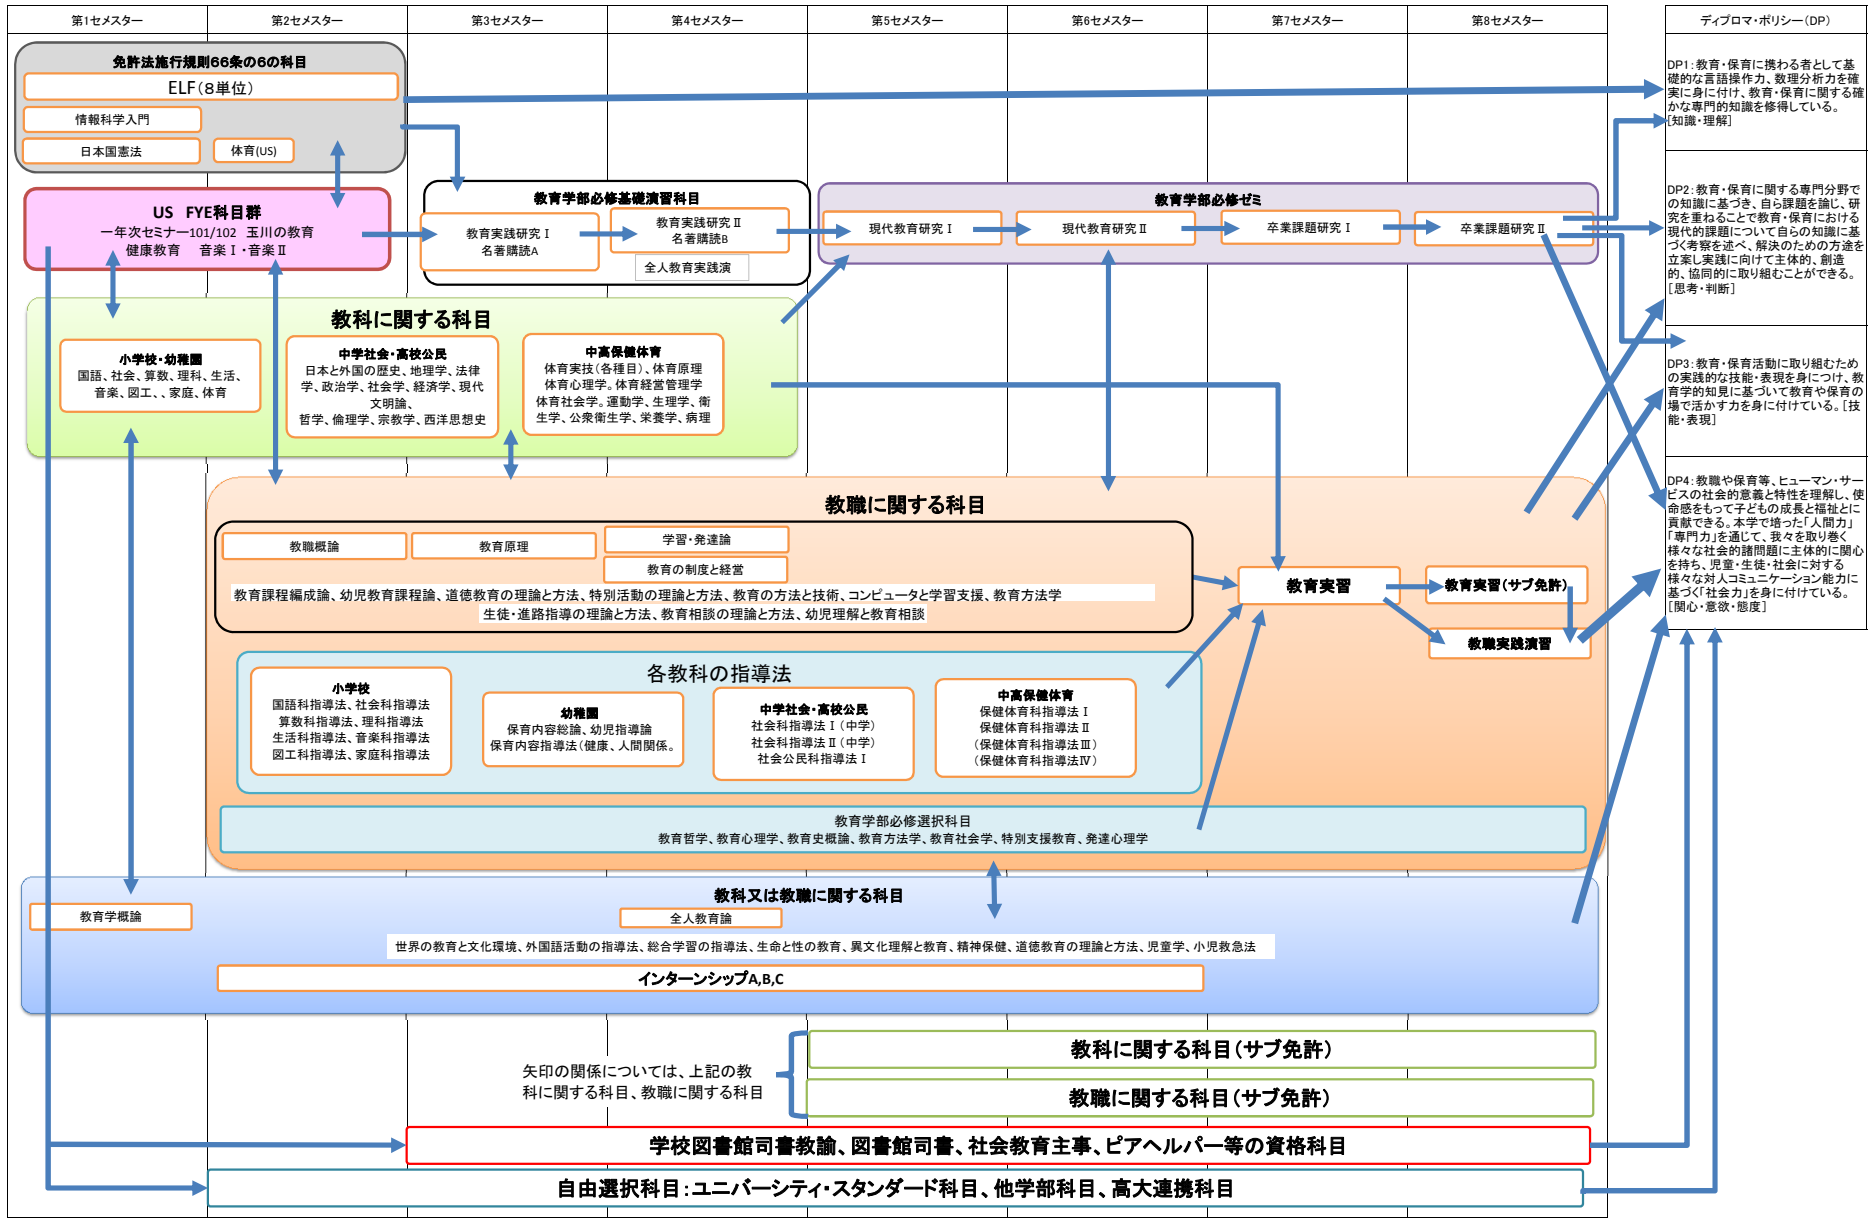 第1セメスター
第2セメスター
第3セメスター
第4セメスター
第5セメスター
第6セメスター
第7セメスター
第8セメスター
ディプロマ・ポリシー(DP)
免許法施行規則66条の6の科目
ELF(8単位)
情報科学入門
日本国憲法
体育(US)
US FYE科目群
一年次セミナー101/102 玉川の教育
健康教育 音楽Ⅰ・音楽Ⅱ
教育学部必修基礎演習科目
教育実践研究Ⅰ
名著購読A
教育実践研究Ⅱ
名著購読B
全人教育実践演
教育学部必修ゼミ
現代教育研究Ⅰ
現代教育研究Ⅱ
卒業課題研究Ⅰ
卒業課題研究Ⅱ
教科に関する科目
小学校・幼稚園
国語、社会、算数、理科、生活、
音楽、図工、、家庭、体育
中学社会・高校公民
日本と外国の歴史、地理学、法律
学、政治学、社会学、経済学、現代
文明論、
哲学、倫理学、宗教学、西洋思想史
中高保健体育
体育実技(各種目)、体育原理
体育心理学。体育経営管理学
体育社会学。運動学、生理学、衛
生学、公衆衛生学、栄養学、病理
教職に関する科目
教職概論
教育原理
学習・発達論
教育の制度と経営
教育課程編成論、幼児教育課程論、道徳教育の理論と方法、特別活動の理論と方法、教育の方法と技術、コンピュータと学習支援、教育方法学
生徒・進路指導の理論と方法、教育相談の理論と方法、幼児理解と教育相談
教育実習
教育実習(サブ免許)
教職実践演習
各教科の指導法
小学校
国語科指導法、社会科指導法
算数科指導法、理科指導法
生活科指導法、音楽科指導法
図工科指導法、家庭科指導法
幼稚園
保育内容総論、幼児指導論
保育内容指導法(健康、人間関係。
中学社会・高校公民
社会科指導法Ⅰ(中学)
社会科指導法Ⅱ(中学)
社会公民科指導法Ⅰ
中高保健体育
保健体育科指導法Ⅰ
保健体育科指導法Ⅱ
(保健体育科指導法Ⅲ)
(保健体育科指導法Ⅳ)
教育学部必修選択科目
教育哲学、教育心理学、教育史概論、教育方法学、教育社会学、特別支援教育、発達心理学
教科又は教職に関する科目
教育学概論
全人教育論
世界の教育と文化環境、外国語活動の指導法、総合学習の指導法、生命と性の教育、異文化理解と教育、精神保健、道徳教育の理論と方法、児童学、小児救急法
インターンシップA,B,C
矢印の関係については、上記の教
科に関する科目、教職に関する科目
教科に関する科目(サブ免許)
教職に関する科目(サブ免許)
学校図書館司書教諭、図書館司書、社会教育主事、ピアヘルパー等の資格科目
自由選択科目:ユニバーシティ・スタンダード科目、他学部科目、高大連携科目
DP1:教育・保育に携わる者として基
礎的な言語操作力、数理分析力を確
実に身に付け、教育・保育に関する確
かな専門的知識を修得している。
[知識・理解]
DP2:教育・保育に関する専門分野で
の知識に基づき、自ら課題を論じ、研
究を重ねることで教育・保育における
現代的課題について自らの知識に基
づく考察を述べ、解決のための方途を
立案し実践に向けて主体的、創造
的、協同的に取り組むことができる。
[思考・判断]
DP3:教育・保育活動に取り組むため
の実践的な技能・表現を身につけ、教
育学的知見に基づいて教育や保育の
場で活かす力を身に付けている。[技
能・表現]
DP4:教職や保育等、ヒューマン・サー
ビスの社会的意義と特性を理解し、使
命感をもって子どもの成長と福祉とに
貢献できる。本学で培った「人間力」
「専門力」を通じて、我々を取り巻く
様々な社会的諸問題に主体的に関心
を持ち、児童・生徒・社会に対する
様々な対人コミュニケーション能力に
基づく「社会力」を身に付けている。
[関心・意欲・態度]